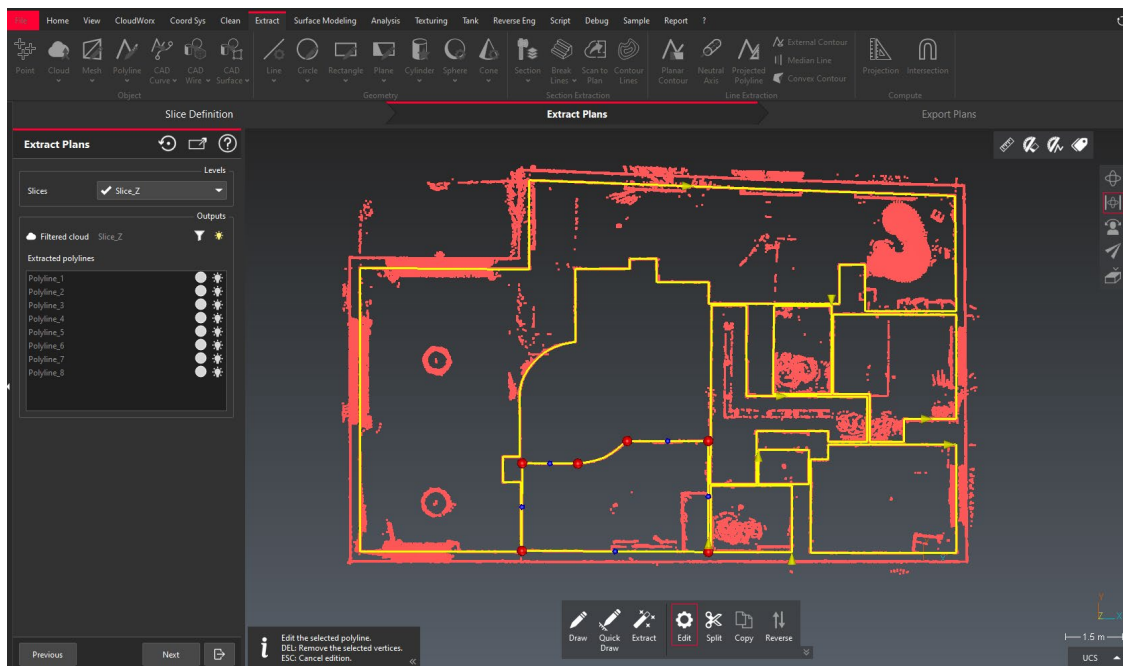 File Home View CloudWorx Coord Sys Clean Extract Surface Modeling Analysis Texturing Tank Reverse Eng Script Debug Sample Report ?
Point Cloud Mesh Polyline CAD Curve CAD Wire CAD Surface Line Circle Rectangle Plane Cylinder Sphere Cone Section Break Lines Scan to Plan Contour Lines Planar Contour Neutral Axis Projected Polyline External Contour Median Line Convex Contour Projection Intersection
Object Geometry Section Extraction Line Extraction Compute
Slice Definition Extract Plans Export Plans
Extract Plans
Levels
Slices Slice_Z
Outputs
Filtered cloud Slice_Z
Extracted polylines
Polyline_1
Polyline_2
Polyline_3
Polyline_4
Polyline_5
Polyline_6
Polyline_7
Polyline_8
Draw Quick Draw Extract Edit Split Copy Reverse
Edit the selected polyline.
DEL: Remove the selected vertices.
ESC: Cancel edition.
Y
Z X
1.5 m
Previous Next
UCS